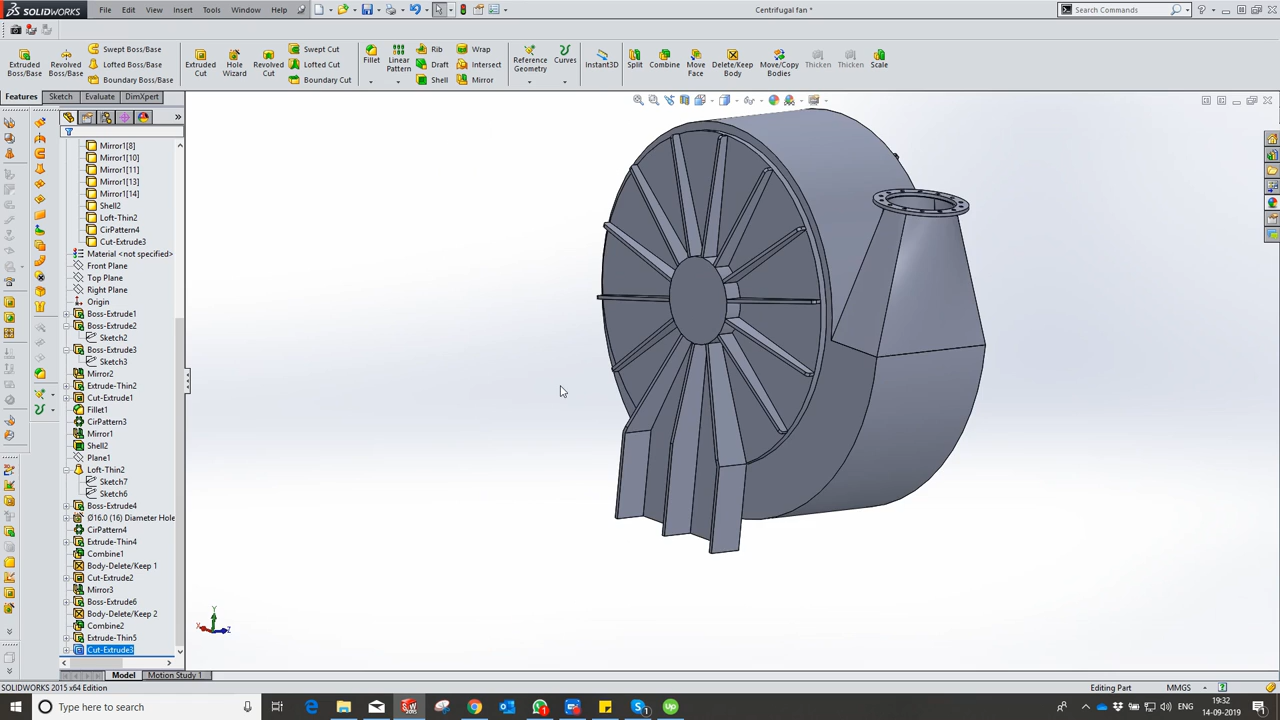 SOLIDWORKS File Edit View Insert Tools Window Help Centrifugal fan * Search Commands
Extruded Boss/Base
Revolved Boss/Base
Swept Boss/Base
Lofted Boss/Base
Boundary Boss/Base
Extruded Cut
Hole Wizard
Revolved Cut
Swept Cut
Lofted Cut
Boundary Cut
Fillet
Linear Pattern
Rib
Draft
Shell
Wrap
Intersect
Mirror
Reference Geometry
Curves
Instant3D
Split
Combine
Move Face
Delete/Keep Body
Move/Copy Bodies
Thicken
Thicken
Scale
Features Sketch Evaluate DimXpert
Mirror1[8]
Mirror1[10]
Mirror1[11]
Mirror1[13]
Mirror1[14]
Shell2
Loft-Thin2
CirPattern4
Cut-Extrude3
Material <not specified>
Front Plane
Top Plane
Right Plane
Origin
Boss-Extrude1
Boss-Extrude2
Sketch2
Boss-Extrude3
Sketch3
Mirror2
Extrude-Thin2
Cut-Extrude1
Fillet1
CirPattern3
Mirror1
Shell2
Plane1
Loft-Thin2
Sketch7
Sketch6
Boss-Extrude4
Ø16.0 (16) Diameter Hole
CirPattern4
Extrude-Thin4
Combine1
Body-Delete/Keep 1
Cut-Extrude2
Mirror3
Boss-Extrude6
Body-Delete/Keep 2
Combine2
Extrude-Thin5
Cut-Extrude3
Y
X Z
Model Motion Study 1
SOLIDWORKS 2015 x64 Edition Editing Part MMGS
Type here to search ENG 19:32
14-09-2019